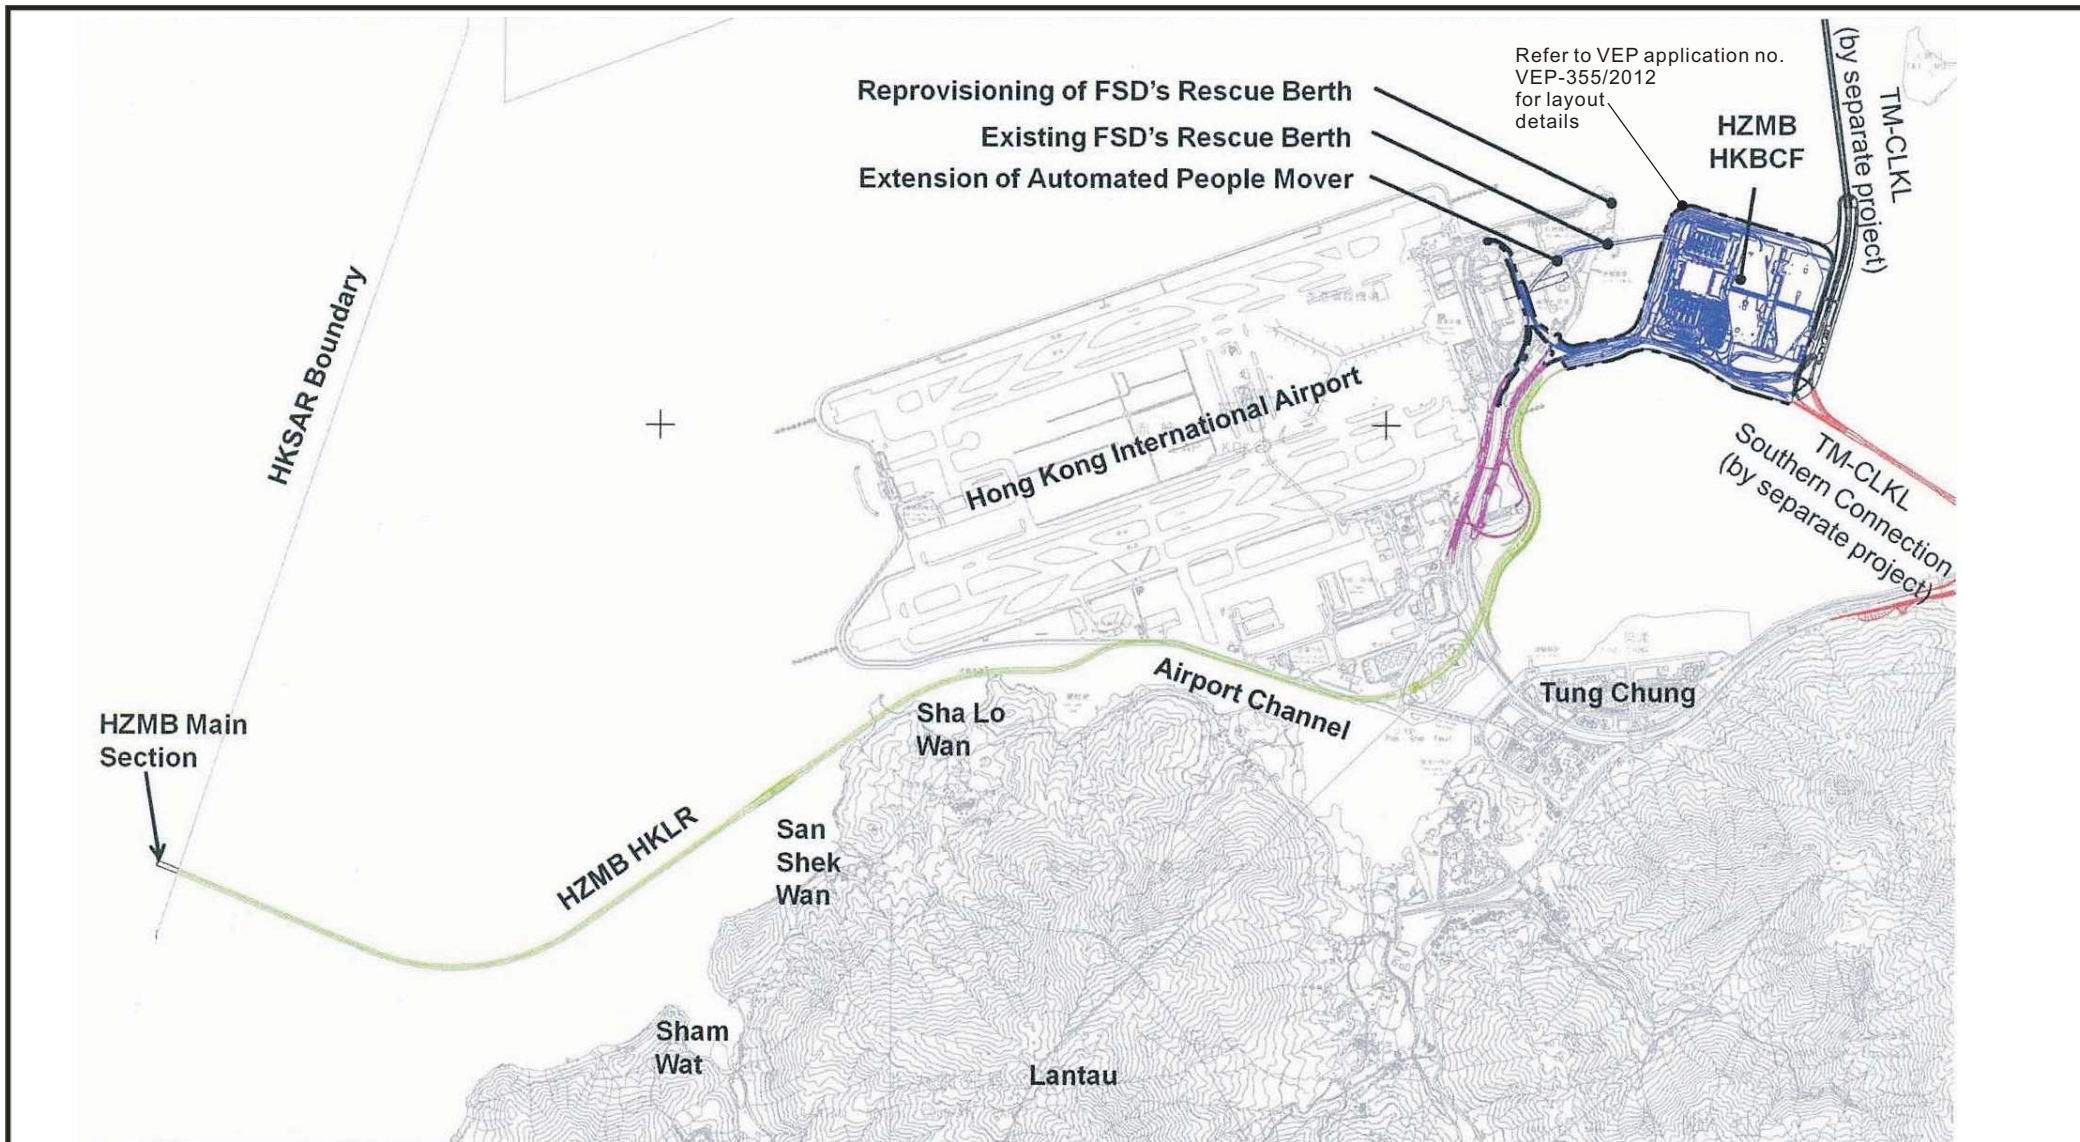 Refer to VEP application no.
VEP-355/2012
for layout
details
Reprovisioning of FSD's Rescue Berth
Existing FSD's Rescue Berth
Extension of Automated People Mover
HZMB
HKBCF
TM-CLKL
(by separate project)
HKSAR Boundary
Hong Kong International Airport
TM-CLKL
Southern Connection
(by separate project)
Airport Channel
Tung Chung
Sha Lo
Wan
HZMB Main
Section
HZMB HKLR
San
Shek
Wan
Sham
Wat
Lantau